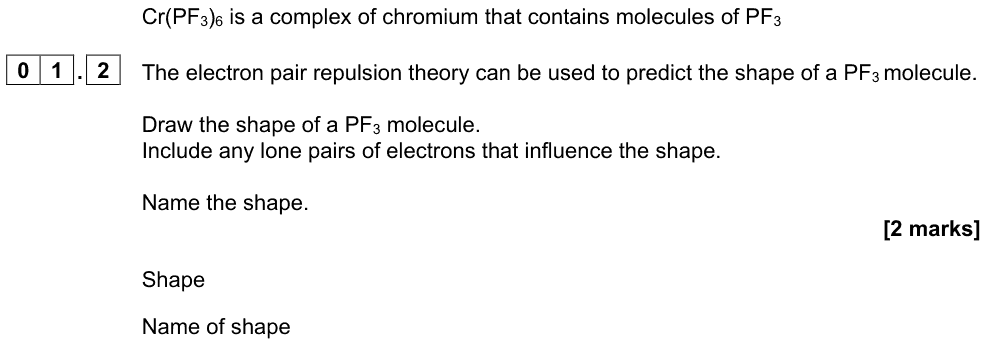 Cr(PF₃)₆ is a complex of chromium that contains molecules of PF₃
0 1 . 2 The electron pair repulsion theory can be used to predict the shape of a PF₃ molecule.
Draw the shape of a PF₃ molecule.
Include any lone pairs of electrons that influence the shape.
Name the shape.
[2 marks]
Shape
Name of shape